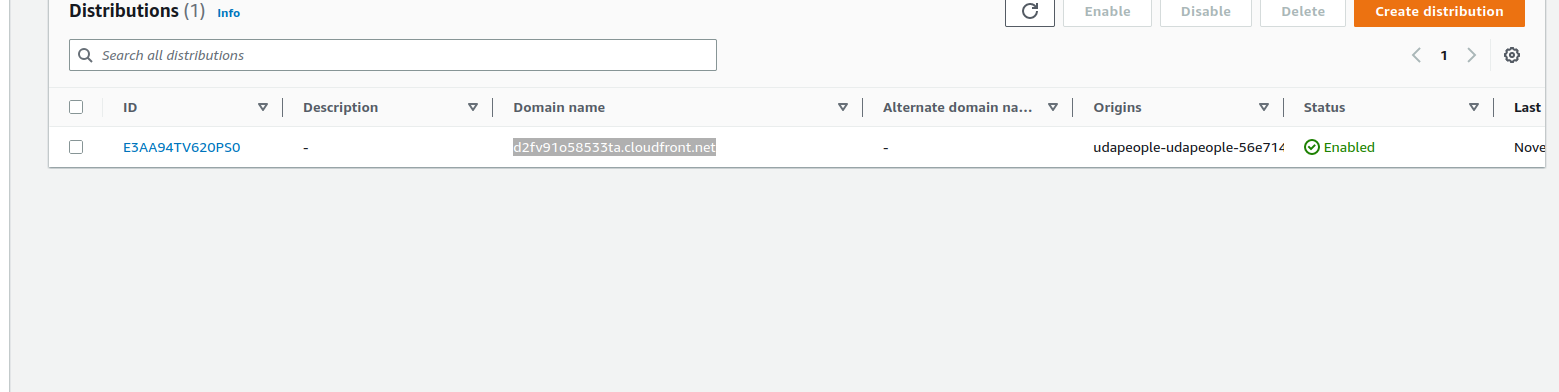 Distributions (1) Info Enable Disable Delete Create distribution
Search all distributions 1
ID Description Domain name Alternate domain na... Origins Status Last
E3AA94TV620PS0 - d2fv91o58533ta.cloudfront.net - udapeople-udapeople-56e714 Enabled Nove